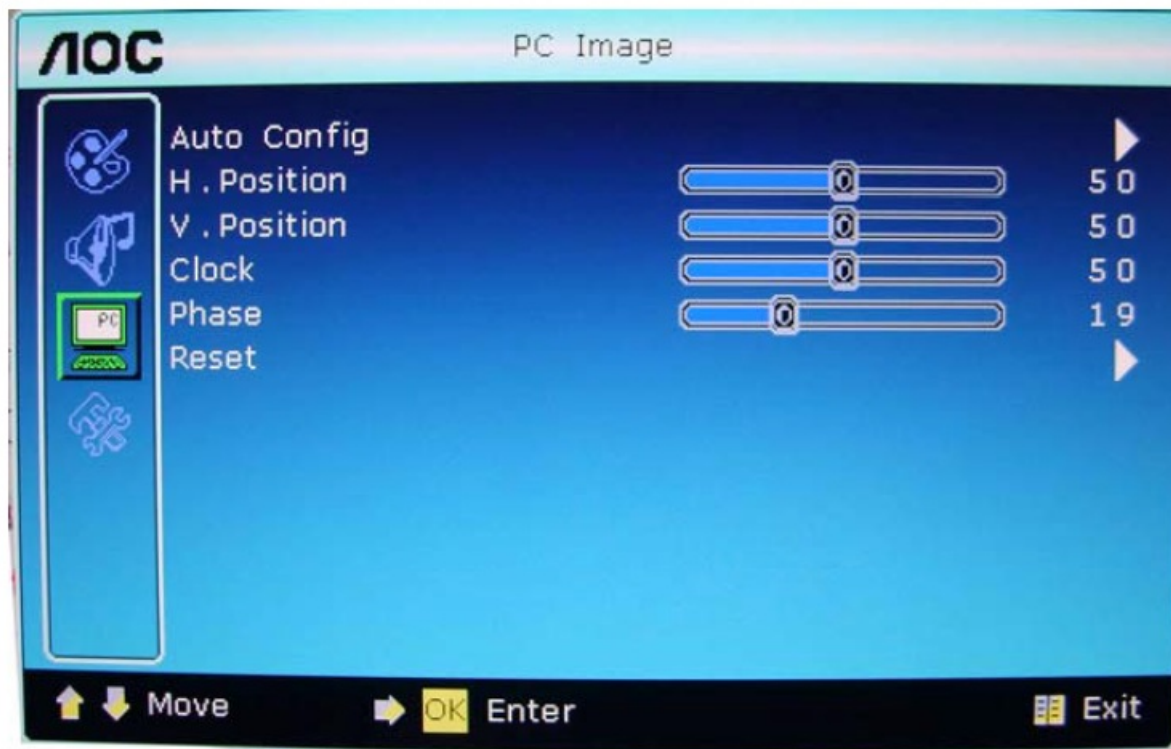 AOC
PC Image
Auto Config
H.Position 50
V.Position 50
Clock 50
PC
Phase 19
Reset
Move
OK Enter
Exit